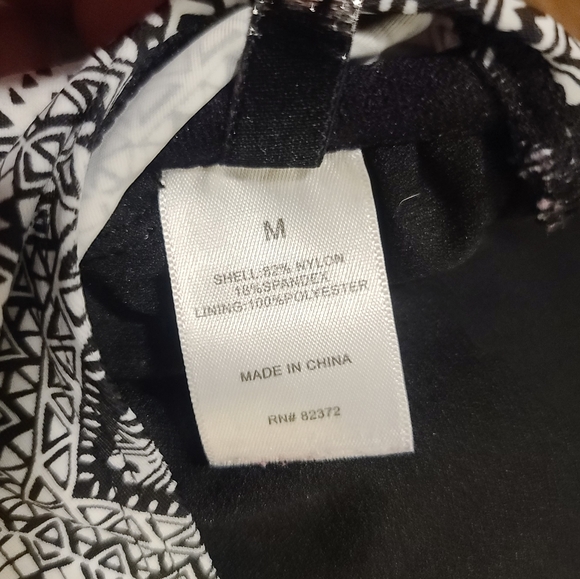 M
SHELL:82% NYLON
18%SPANDEX
LINING:100%POLYESTER
MADE IN CHINA
RN# 82372